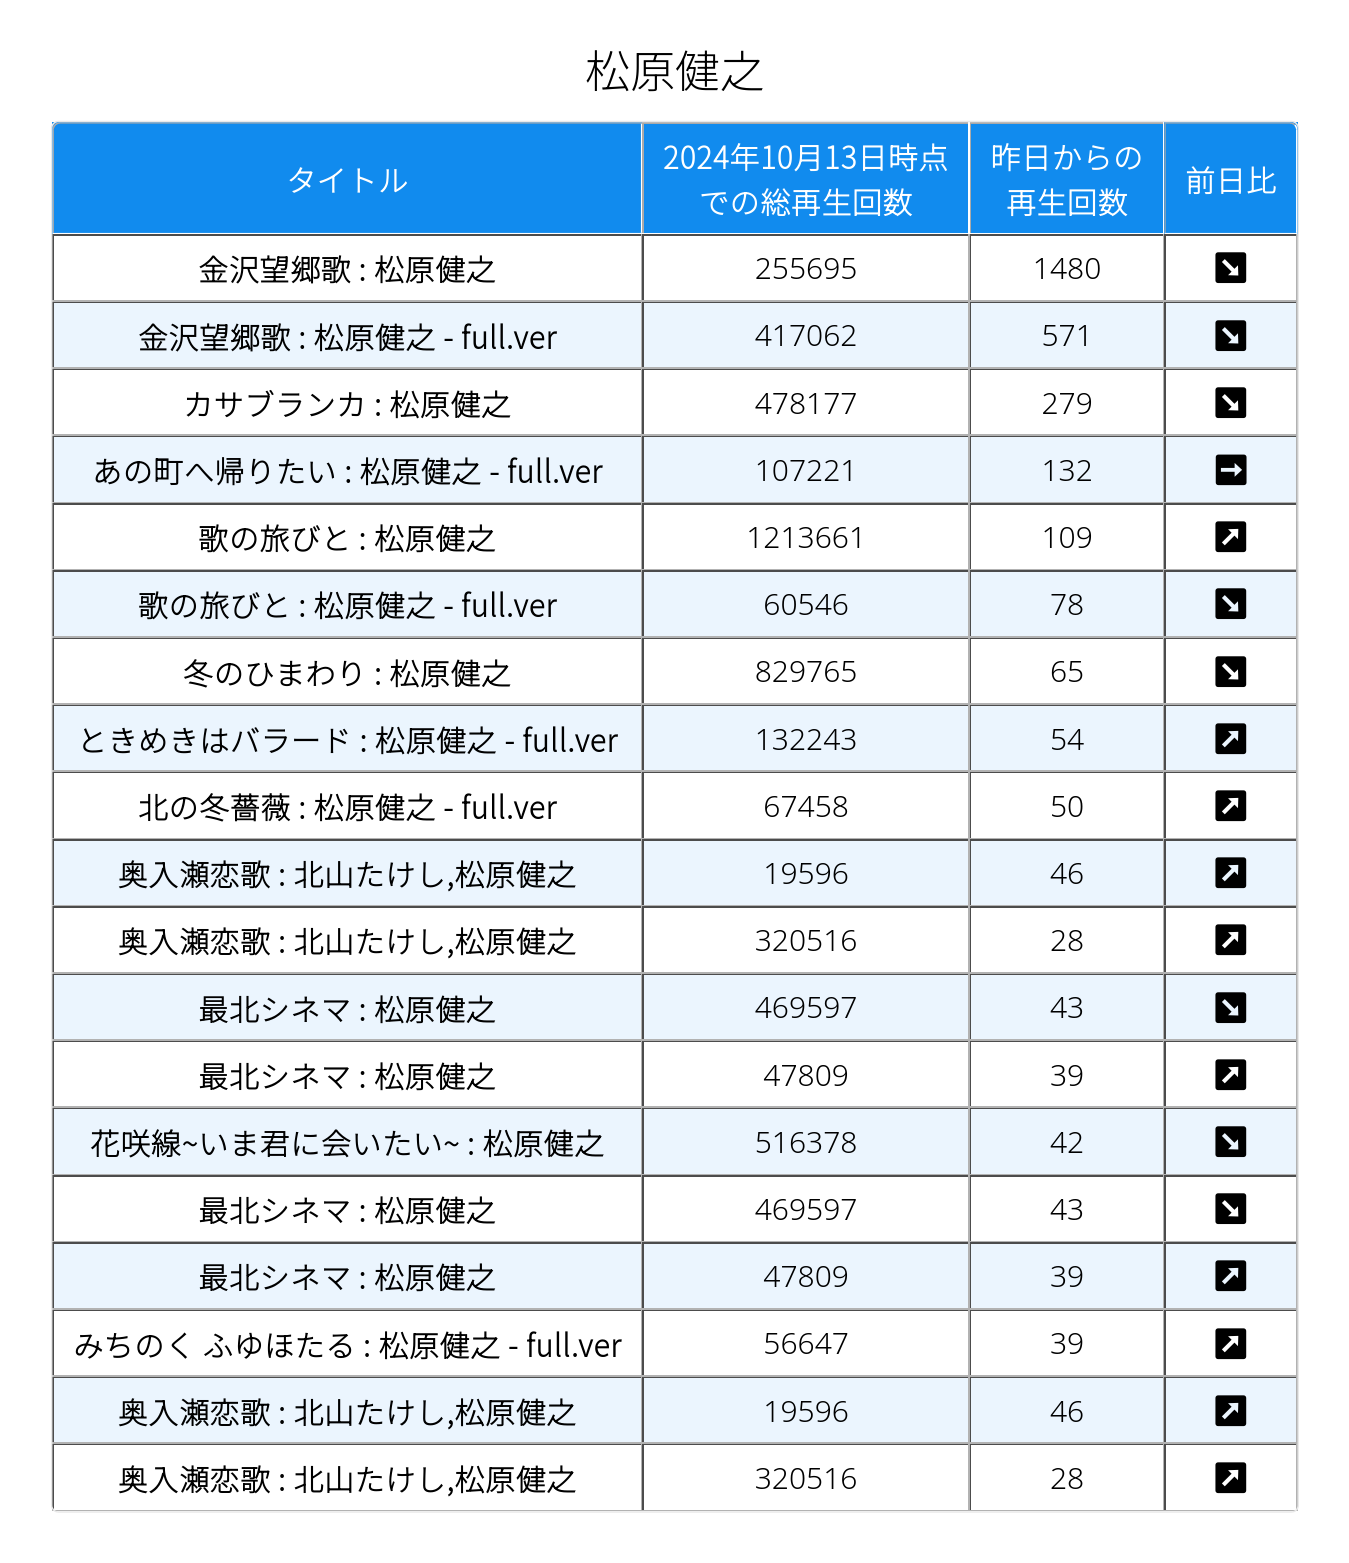 松原健之
タイトル 2024年10月13日時点での総再生回数 昨日からの再生回数 前日比
金沢望郷歌 : 松原健之 255695 1480 ↘
金沢望郷歌 : 松原健之 - full.ver 417062 571 ↘
カサブランカ : 松原健之 478177 279 ↘
あの町へ帰りたい : 松原健之 - full.ver 107221 132 →
歌の旅びと : 松原健之 1213661 109 ↗
歌の旅びと : 松原健之 - full.ver 60546 78 ↘
冬のひまわり : 松原健之 829765 65 ↘
ときめきはバラード : 松原健之 - full.ver 132243 54 ↗
北の冬薔薇 : 松原健之 - full.ver 67458 50 ↗
奥入瀬恋歌 : 北山たけし,松原健之 19596 46 ↗
奥入瀬恋歌 : 北山たけし,松原健之 320516 28 ↗
最北シネマ : 松原健之 469597 43 ↘
最北シネマ : 松原健之 47809 39 ↗
花咲線~いま君に会いたい~ : 松原健之 516378 42 ↘
最北シネマ : 松原健之 469597 43 ↘
最北シネマ : 松原健之 47809 39 ↗
みちのく ふゆほたる : 松原健之 - full.ver 56647 39 ↗
奥入瀬恋歌 : 北山たけし,松原健之 19596 46 ↗
奥入瀬恋歌 : 北山たけし,松原健之 320516 28 ↗